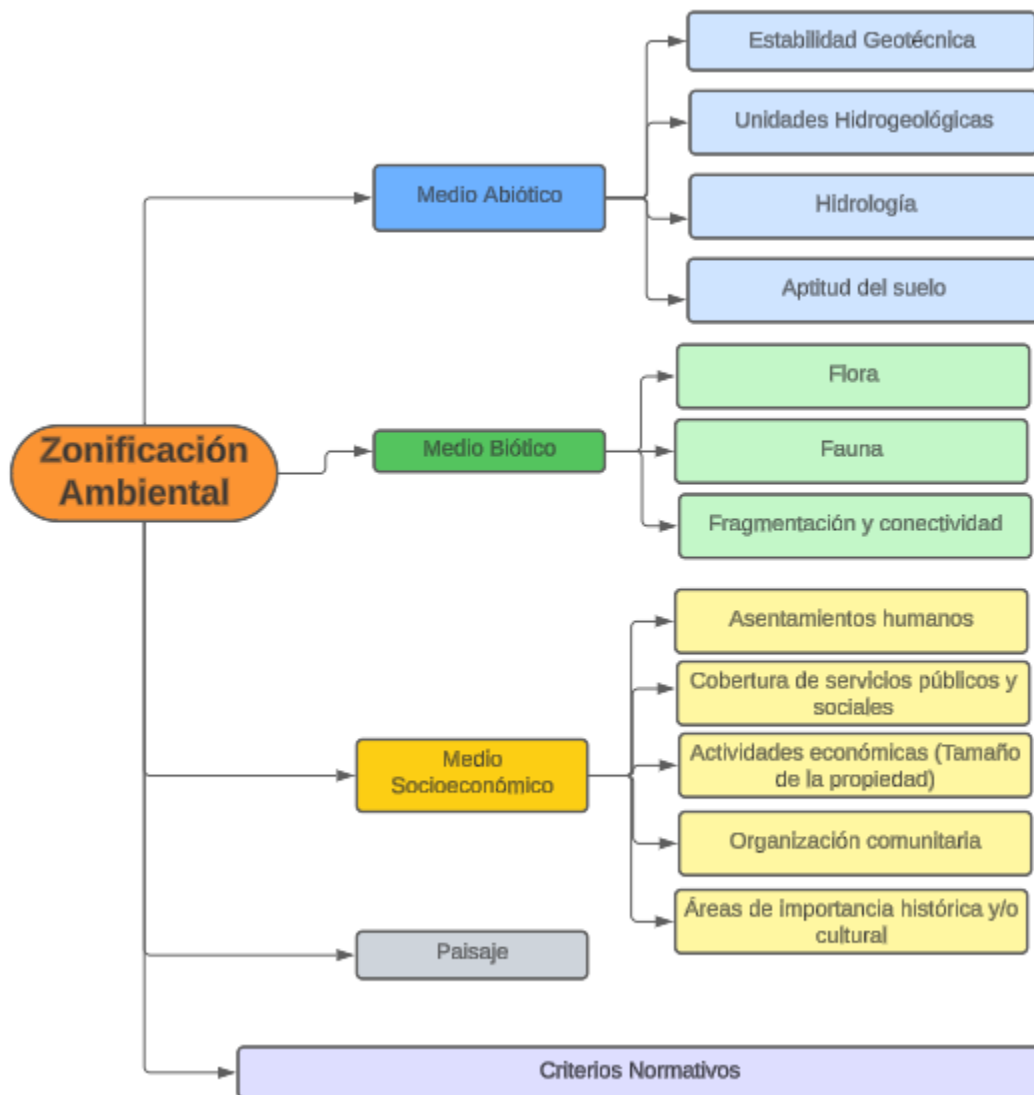 Estabilidad Geotécnica
Unidades Hidrogeológicas
Medio Abiótico
Hidrología
Aptitud del suelo
Flora
Zonificación
Ambiental
Medio Biótico
Fauna
Fragmentación y conectividad
Asentamientos humanos
Cobertura de servicios públicos y
sociales
Medio
Socioeconómico
Actividades económicas (Tamaño
de la propiedad)
Organización comunitaria
Áreas de importancia histórica y/o
cultural
Paisaje
Criterios Normativos